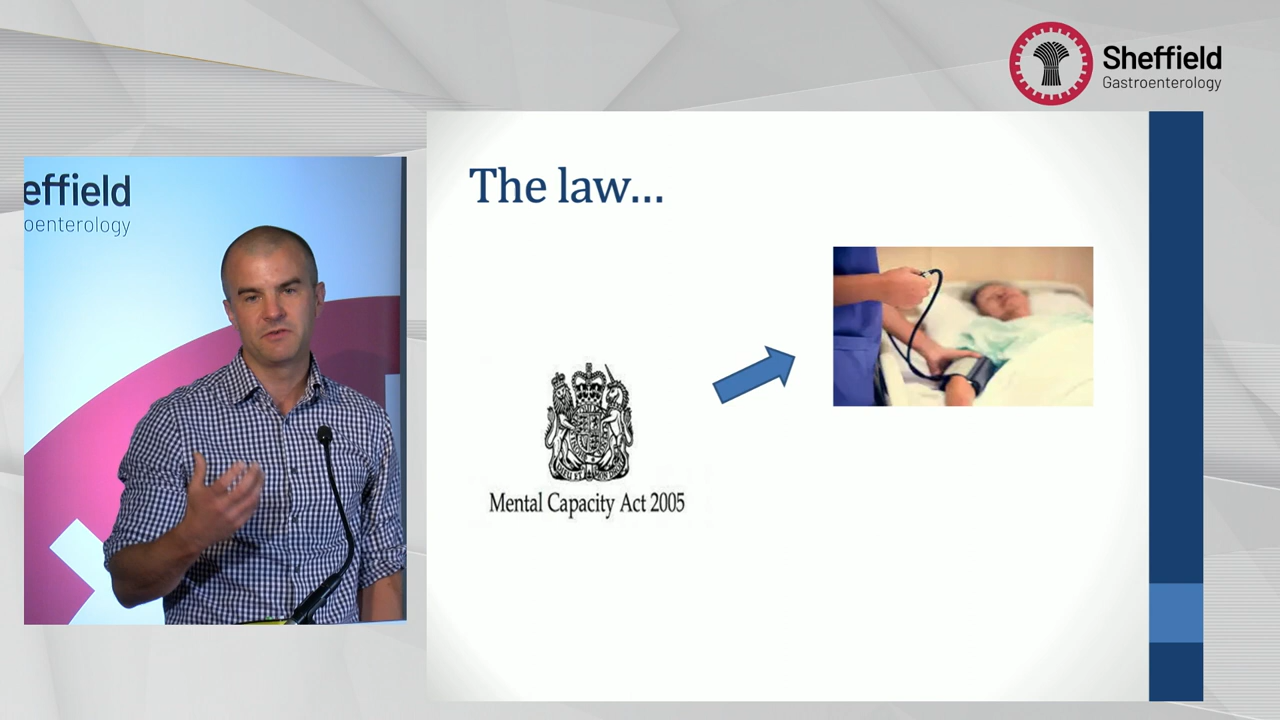 Sheffield
Gastroenterology
effield
oenterology
The law...
Mental Capacity Act 2005